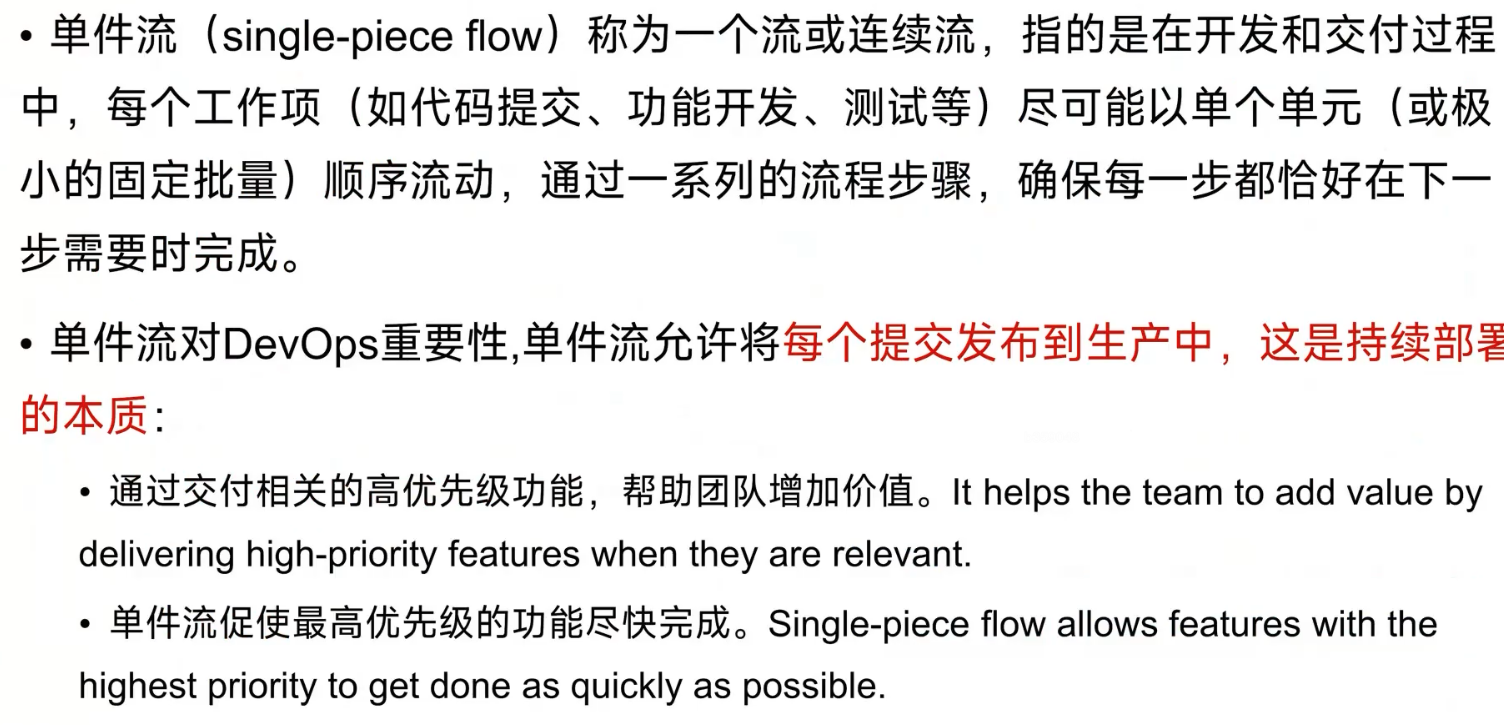 • 单件流（single-piece flow）称为一个流或连续流，指的是在开发和交付过程
中，每个工作项（如代码提交、功能开发、测试等）尽可能以单个单元（或极
小的固定批量）顺序流动，通过一系列的流程步骤，确保每一步都恰好在下一
步需要时完成。
• 单件流对DevOps重要性,单件流允许将每个提交发布到生产中，这是持续部署
的本质：
• 通过交付相关的高优先级功能，帮助团队增加价值。It helps the team to add value by
delivering high-priority features when they are relevant.
• 单件流促使最高优先级的功能尽快完成。Single-piece flow allows features with the
highest priority to get done as quickly as possible.